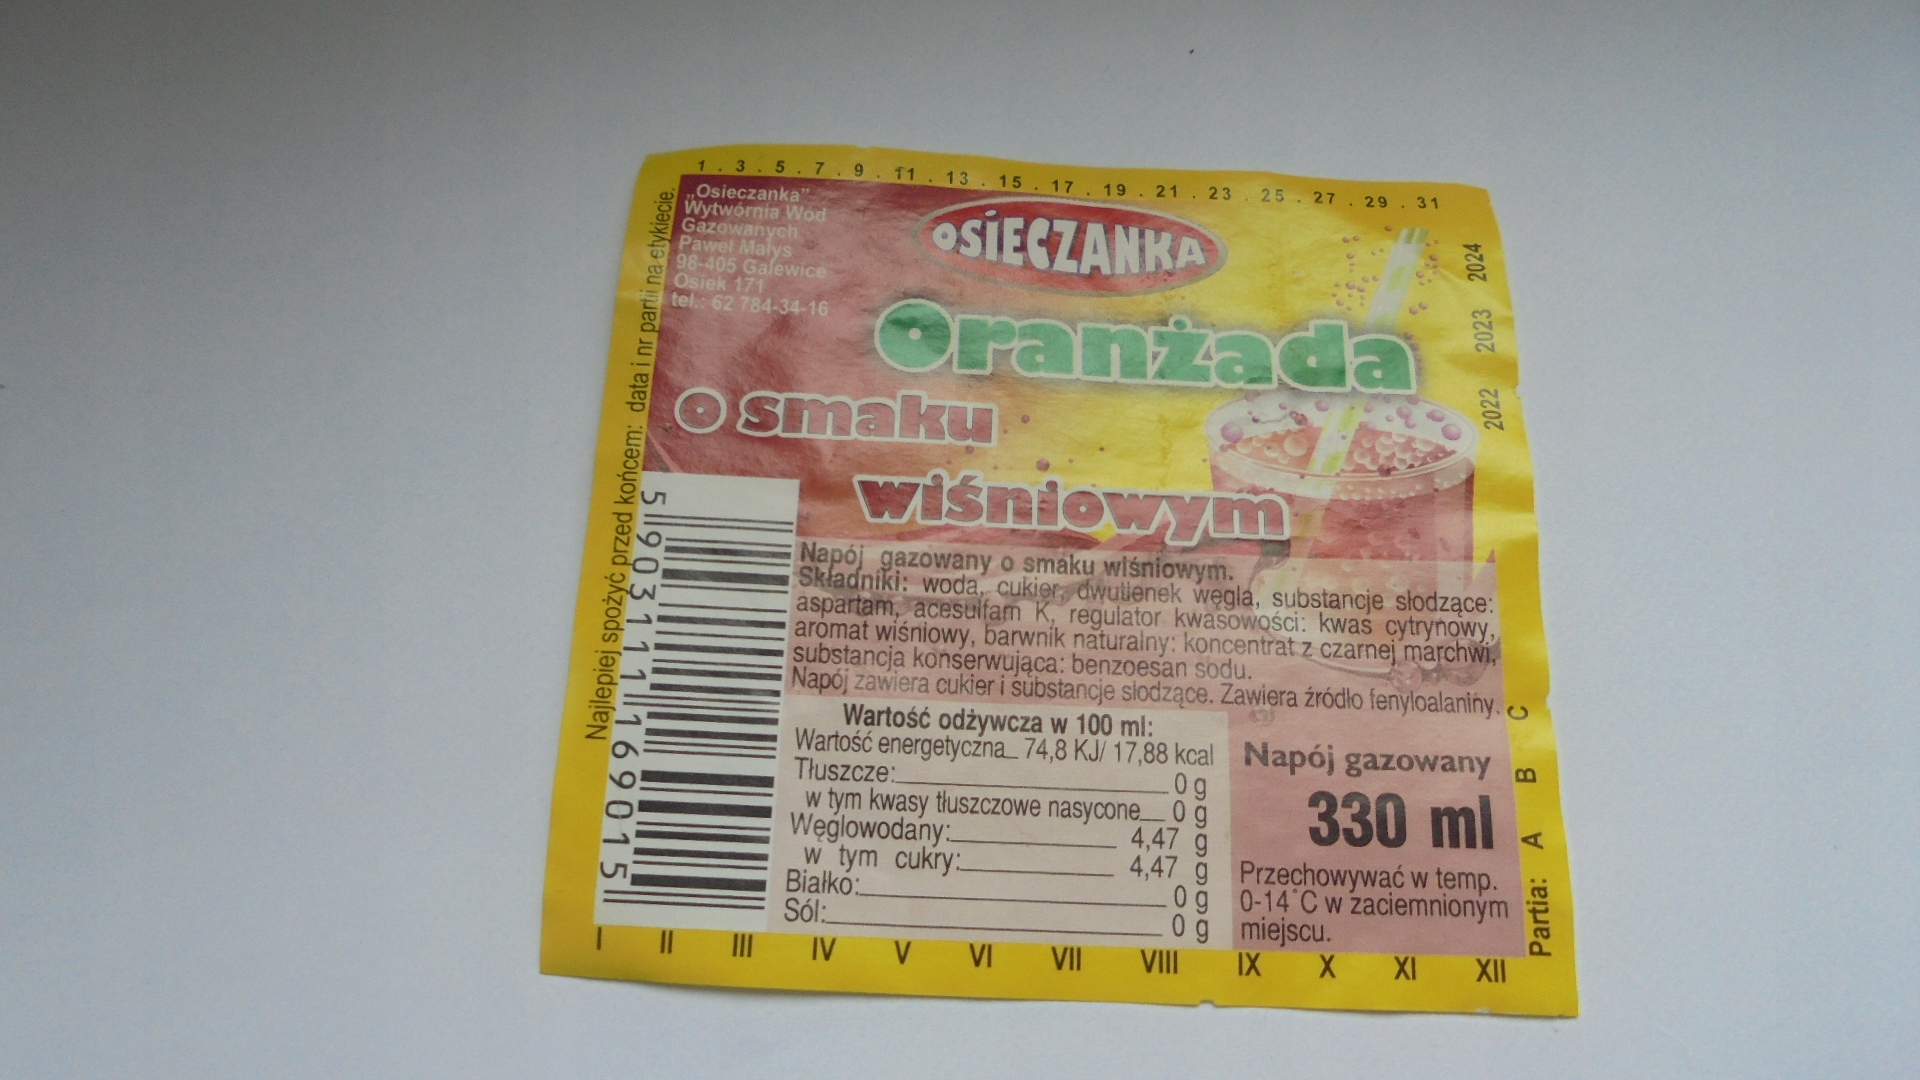 1 . 3 . 5 . 7 . 9 . 11 . 13 . 15 . 17 . 19 . 21 . 23 . 25 . 27 . 29 . 31
„Osieczanka”
Wytwórnia Wód
Gazowanych
Paweł Małys
98-405 Galewice
Osiek 171
tel.: 62 784-34-16
OSIECZANKA
Oranżada
o smaku
wiśniowym
2022 2023 2024
Najlepiej spożyć przed końcem: data i nr partii na etykiecie.
5903111169015
Napój gazowany o smaku wiśniowym.
Składniki: woda, cukier, dwutlenek węgla, substancje słodzące:
aspartam, acesulfam K, regulator kwasowości: kwas cytrynowy,
aromat wiśniowy, barwnik naturalny: koncentrat z czarnej marchwi,
substancja konserwująca: benzoesan sodu.
Napój zawiera cukier i substancje słodzące. Zawiera źródło fenyloalaniny.
Wartość odżywcza w 100 ml:
Wartość energetyczna_ 74,8 KJ/ 17,88 kcal
Tłuszcze: 0 g
w tym kwasy tłuszczowe nasycone 0 g
Węglowodany: 4,47 g
w tym cukry: 4,47 g
Białko: 0 g
Sól: 0 g
Napój gazowany
330 ml
Przechowywać w temp.
0-14°C w zaciemnionym
miejscu.
Partia: A B C
I II III IV V VI VII VIII IX X XI XII